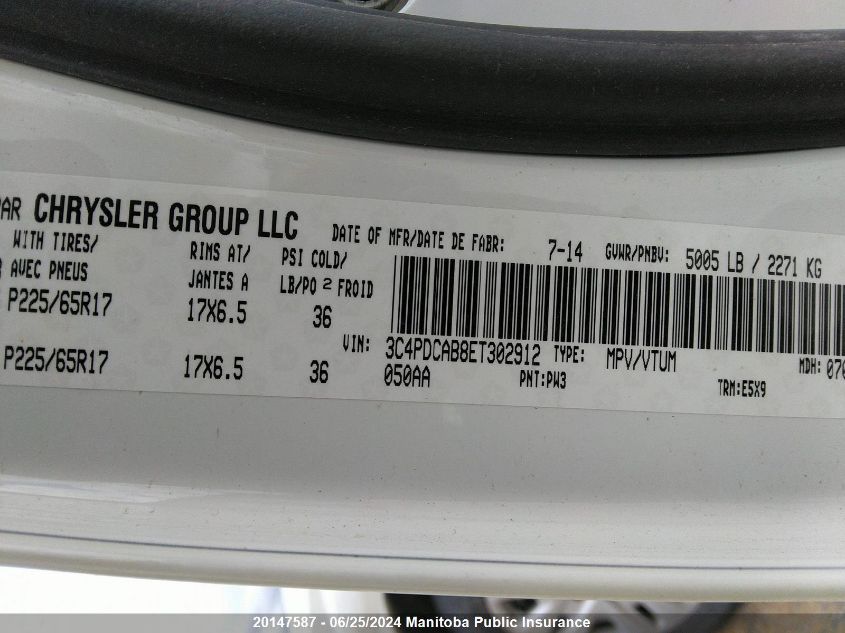 CHRYSLER GROUP LLC DATE OF MFR/DATE DE FABR: 7-14 GVWR/PNBV: 5005 LB / 2271 KG
WITH TIRES/ RIMS AT/ PSI COLD/
AVEC PNEUS JANTES A LB/PO 2 FROID
P225/65R17 17X6.5 36
VIN: 3C4PDCAB8ET302912 TYPE: MPV/VTUM MDH:
P225/65R17 17X6.5 36 050AA PNT:PW3 TRM:E5X9
20147587 - 06/25/2024 Manitoba Public Insurance